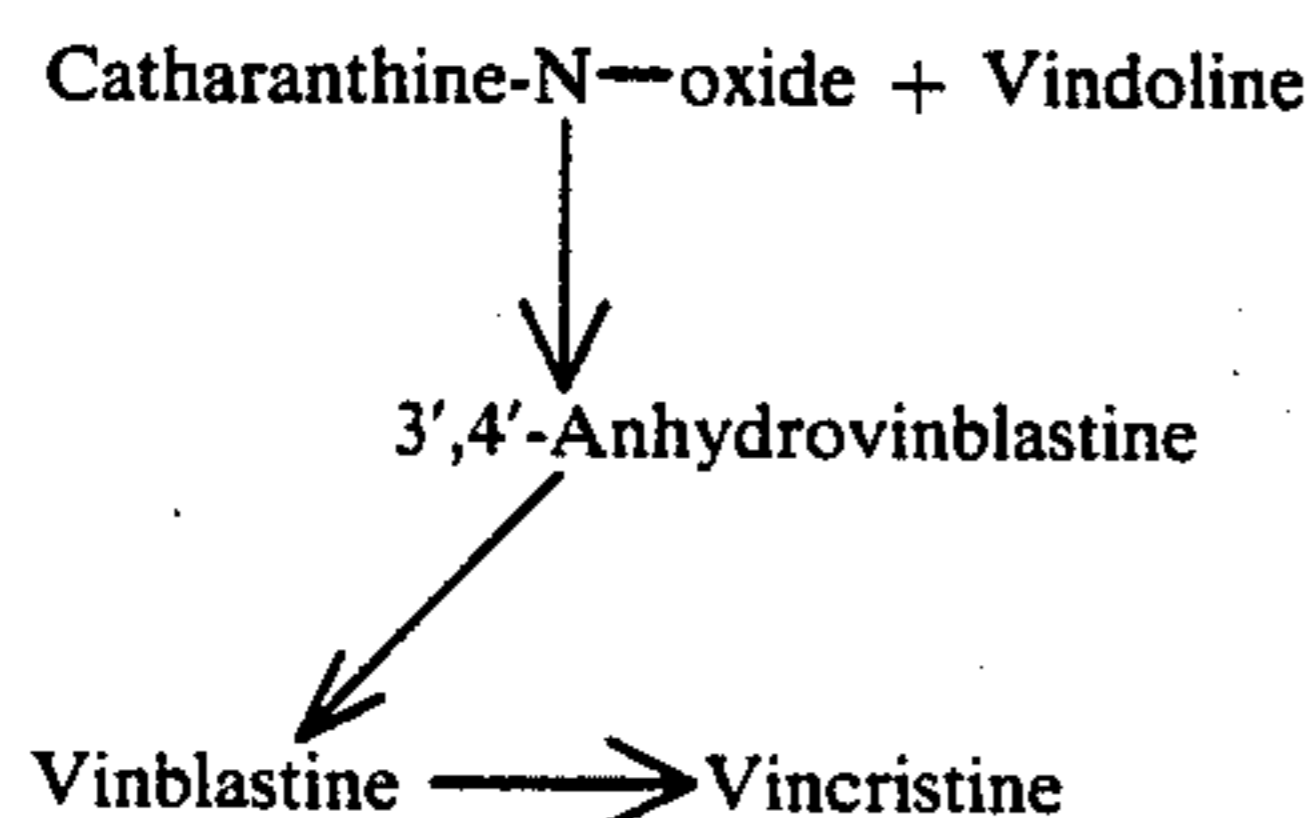 Catharanthine-N—oxide + Vindoline
3′,4′-Anhydrovinblastine
Vinblastine Vincristine